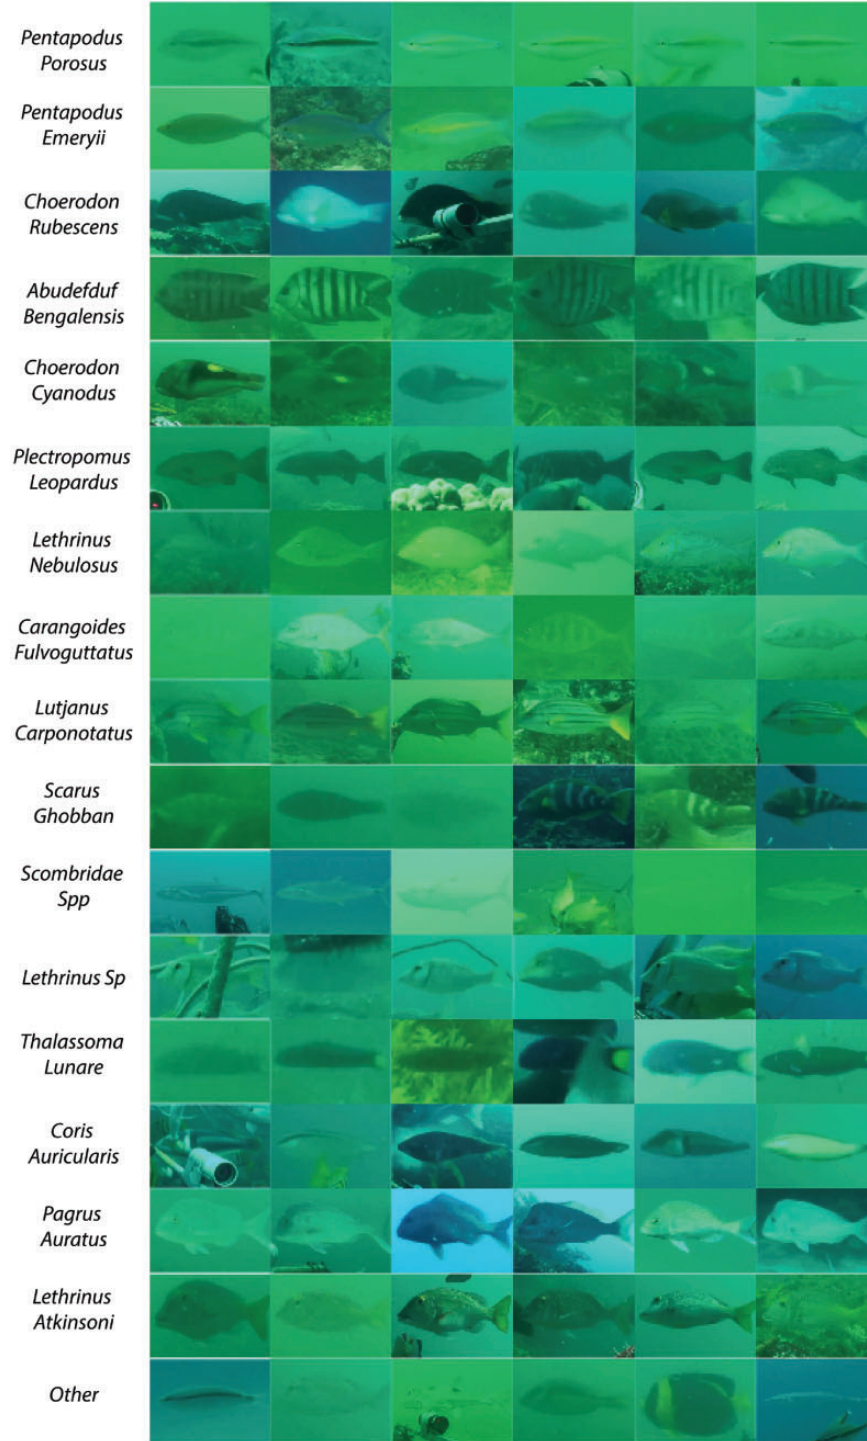 Pentapodus
Porosus
Pentapodus
Emeryii
Choerodon
Rubescens
Abudefduf
Bengalensis
Choerodon
Cyanodus
Plectropomus
Leopardus
Lethrinus
Nebulosus
Carangoides
Fulvoguttatus
Lutjanus
Carponotatus
Scarus
Ghobban
Scombridae
Spp
Lethrinus Sp
Thalassoma
Lunare
Coris
Auricularis
Pagrus
Auratus
Lethrinus
Atkinsoni
Other